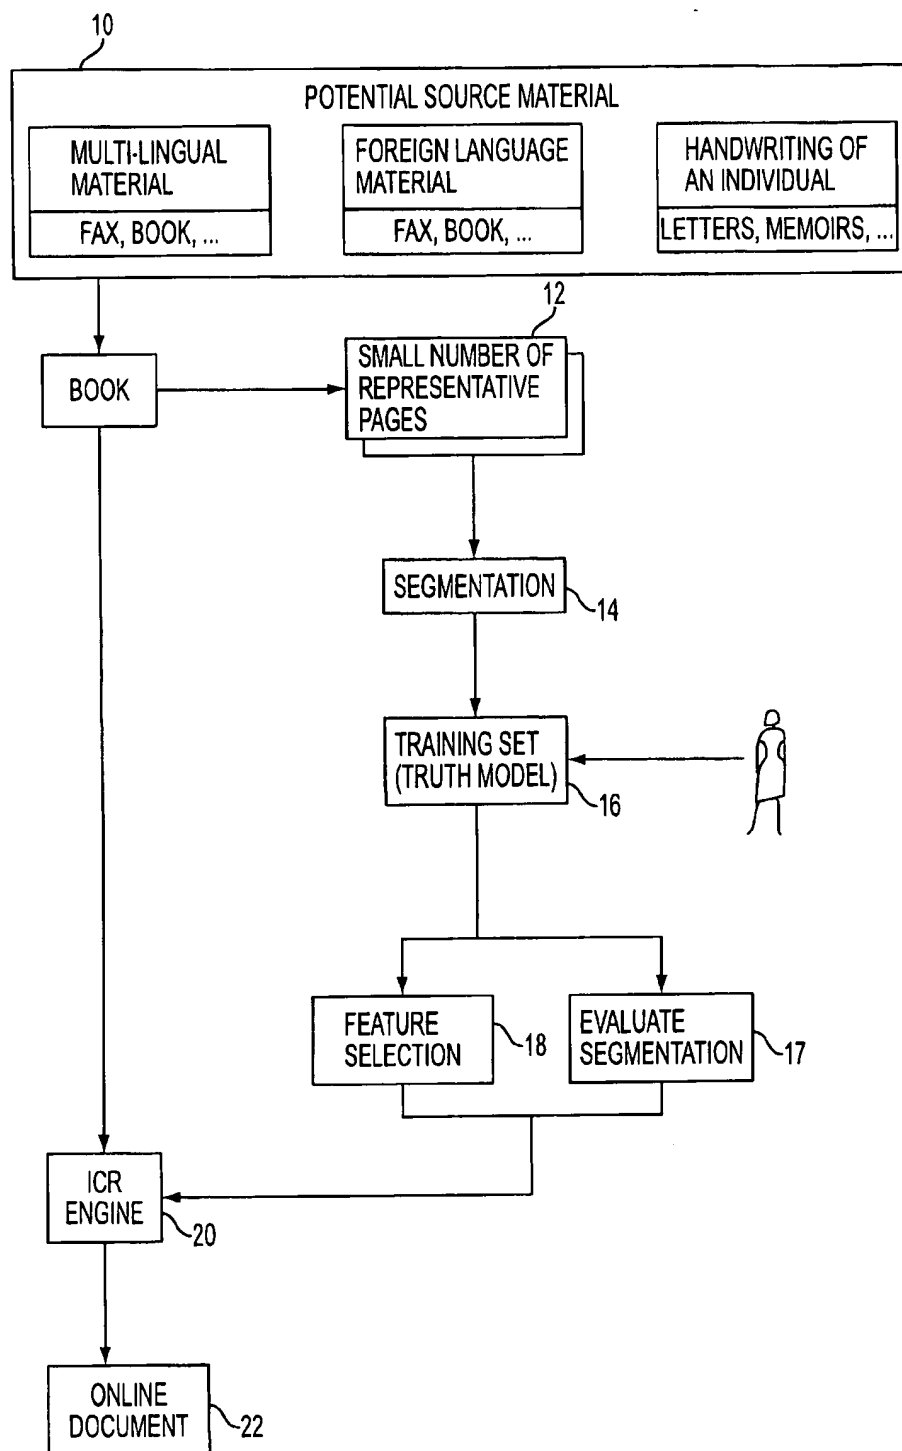 10
POTENTIAL SOURCE MATERIAL
MULTI-LINGUAL
MATERIAL
FAX, BOOK, ...
FOREIGN LANGUAGE
MATERIAL
FAX, BOOK, ...
HANDWRITING OF
AN INDIVIDUAL
LETTERS, MEMOIRS, ...
12
BOOK
SMALL NUMBER OF
REPRESENTATIVE
PAGES
SEGMENTATION
14
TRAINING SET
(TRUTH MODEL)
16
FEATURE
SELECTION
18
EVALUATE
SEGMENTATION
17
ICR
ENGINE
20
ONLINE
DOCUMENT
22